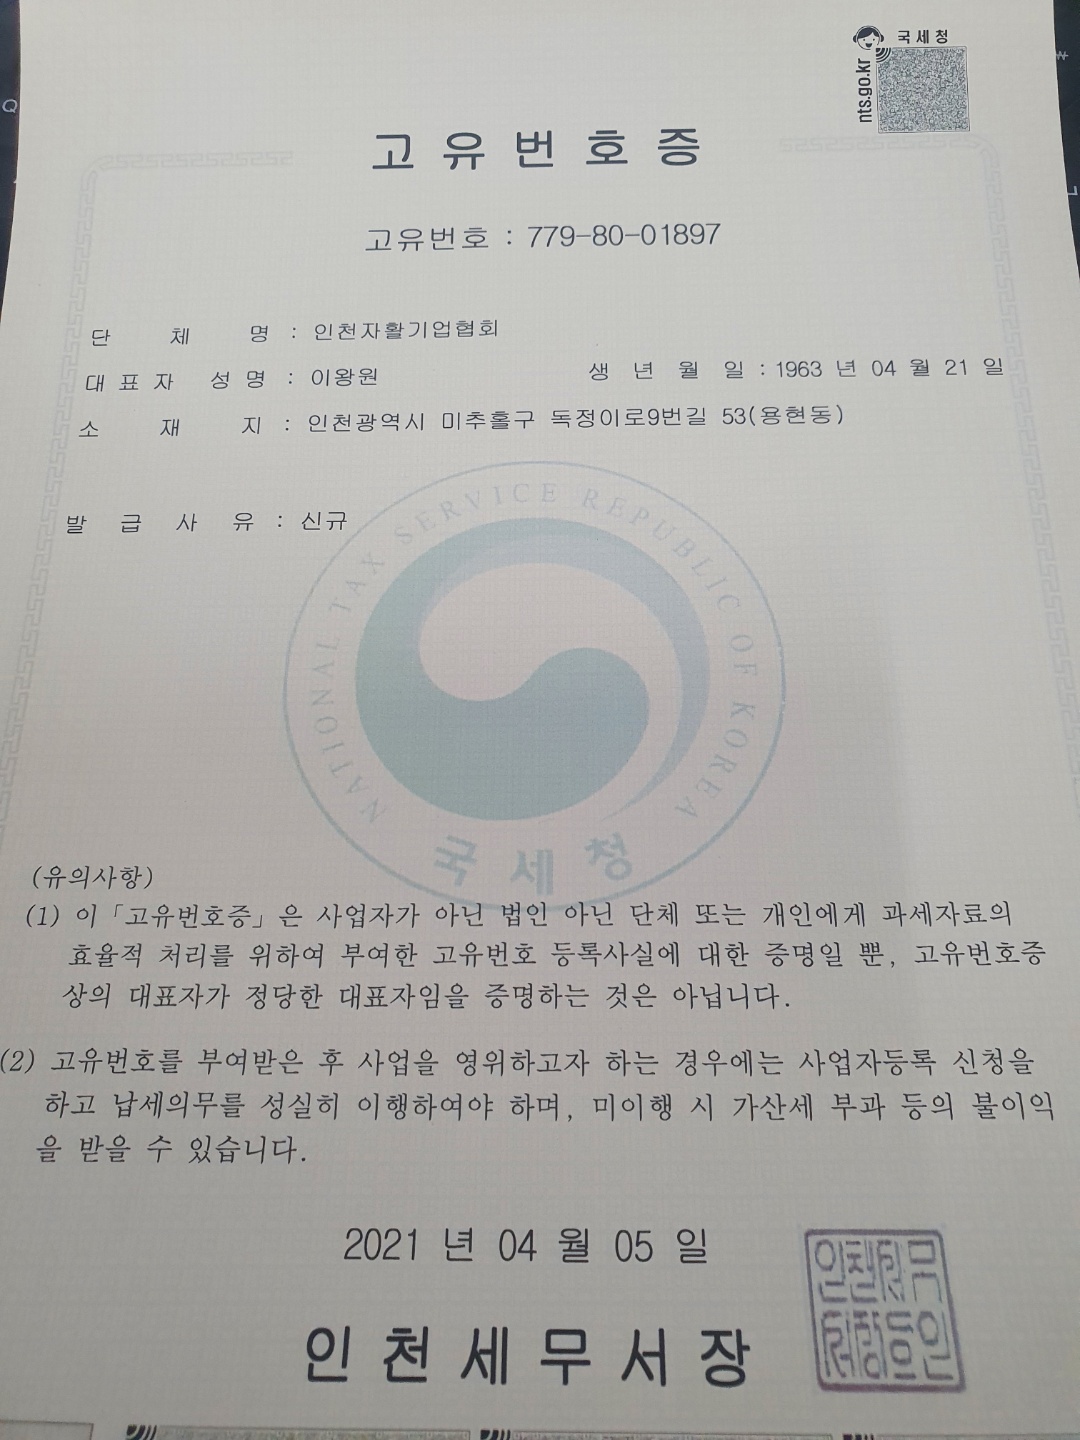 국세청
nts.go.kr
고유번호증
고유번호 : 779-80-01897
단체명 : 인천자활기업협회
대표자 성명 : 이왕원 생년월일 : 1963 년 04 월 21 일
소재지 : 인천광역시 미추홀구 독정이로9번길 53(용현동)
발급사유 : 신규
NATIONAL TAX SERVICE REPUBLIC OF KOREA
국세청
(유의사항)
(1) 이「고유번호증」은 사업자가 아닌 법인 아닌 단체 또는 개인에게 과세자료의
효율적 처리를 위하여 부여한 고유번호 등록사실에 대한 증명일 뿐, 고유번호증
상의 대표자가 정당한 대표자임을 증명하는 것은 아닙니다.
(2) 고유번호를 부여받은 후 사업을 영위하고자 하는 경우에는 사업자등록 신청을
하고 납세의무를 성실히 이행하여야 하며, 미이행 시 가산세 부과 등의 불이익
을 받을 수 있습니다.
2021 년 04 월 05 일
인천세무서장